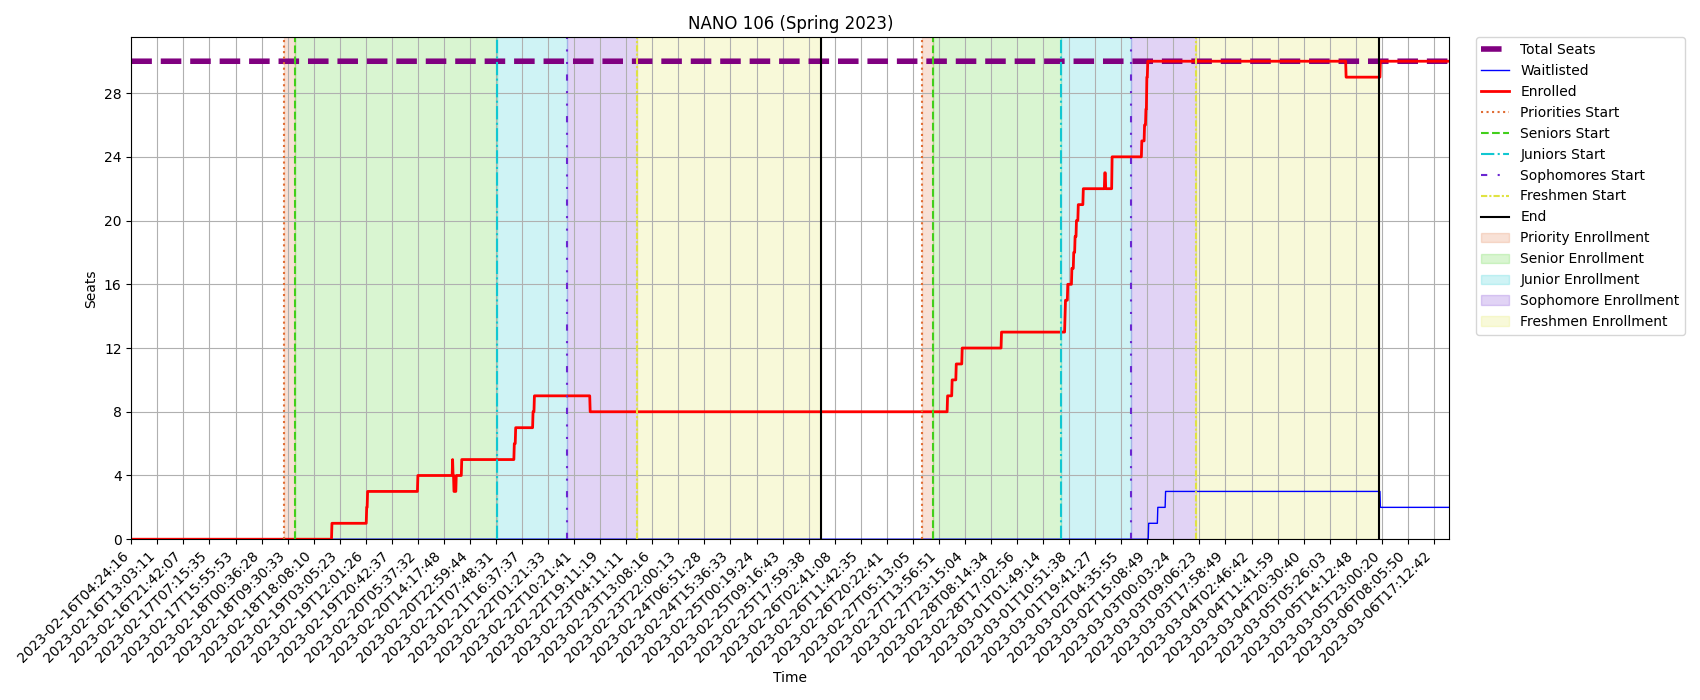 NANO 106 (Spring 2023)
Total Seats
Waitlisted
Enrolled
Priorities Start
Seniors Start
Juniors Start
Sophomores Start
Freshmen Start
End
Priority Enrollment
Senior Enrollment
Junior Enrollment
Sophomore Enrollment
Freshmen Enrollment
Seats
28
24
20
16
12
8
4
0
2023-02-16T04:24:16
2023-02-16T13:03:11
2023-02-16T21:42:07
2023-02-17T07:15:35
2023-02-17T15:55:53
2023-02-18T00:36:28
2023-02-18T09:30:33
2023-02-18T18:08:10
2023-02-19T03:05:23
2023-02-19T12:01:26
2023-02-19T20:42:37
2023-02-20T05:37:32
2023-02-20T14:17:48
2023-02-20T22:59:44
2023-02-21T07:48:31
2023-02-21T16:37:37
2023-02-22T01:21:33
2023-02-22T10:21:41
2023-02-22T19:11:19
2023-02-23T04:11:11
2023-02-23T13:08:16
2023-02-23T22:00:13
2023-02-24T06:51:28
2023-02-24T15:36:33
2023-02-25T00:19:24
2023-02-25T09:16:43
2023-02-25T17:59:38
2023-02-26T02:41:08
2023-02-26T11:42:35
2023-02-26T20:22:41
2023-02-27T05:13:05
2023-02-27T13:56:51
2023-02-27T23:15:04
2023-02-28T08:14:34
2023-02-28T17:02:56
2023-03-01T01:49:14
2023-03-01T10:51:38
2023-03-01T19:41:27
2023-03-02T04:35:55
2023-03-02T15:08:49
2023-03-03T00:03:24
2023-03-03T09:06:23
2023-03-03T17:58:49
2023-03-04T02:46:42
2023-03-04T11:41:59
2023-03-04T20:30:40
2023-03-05T05:26:03
2023-03-05T14:12:48
2023-03-05T23:00:20
2023-03-06T08:05:50
2023-03-06T17:12:42
Time